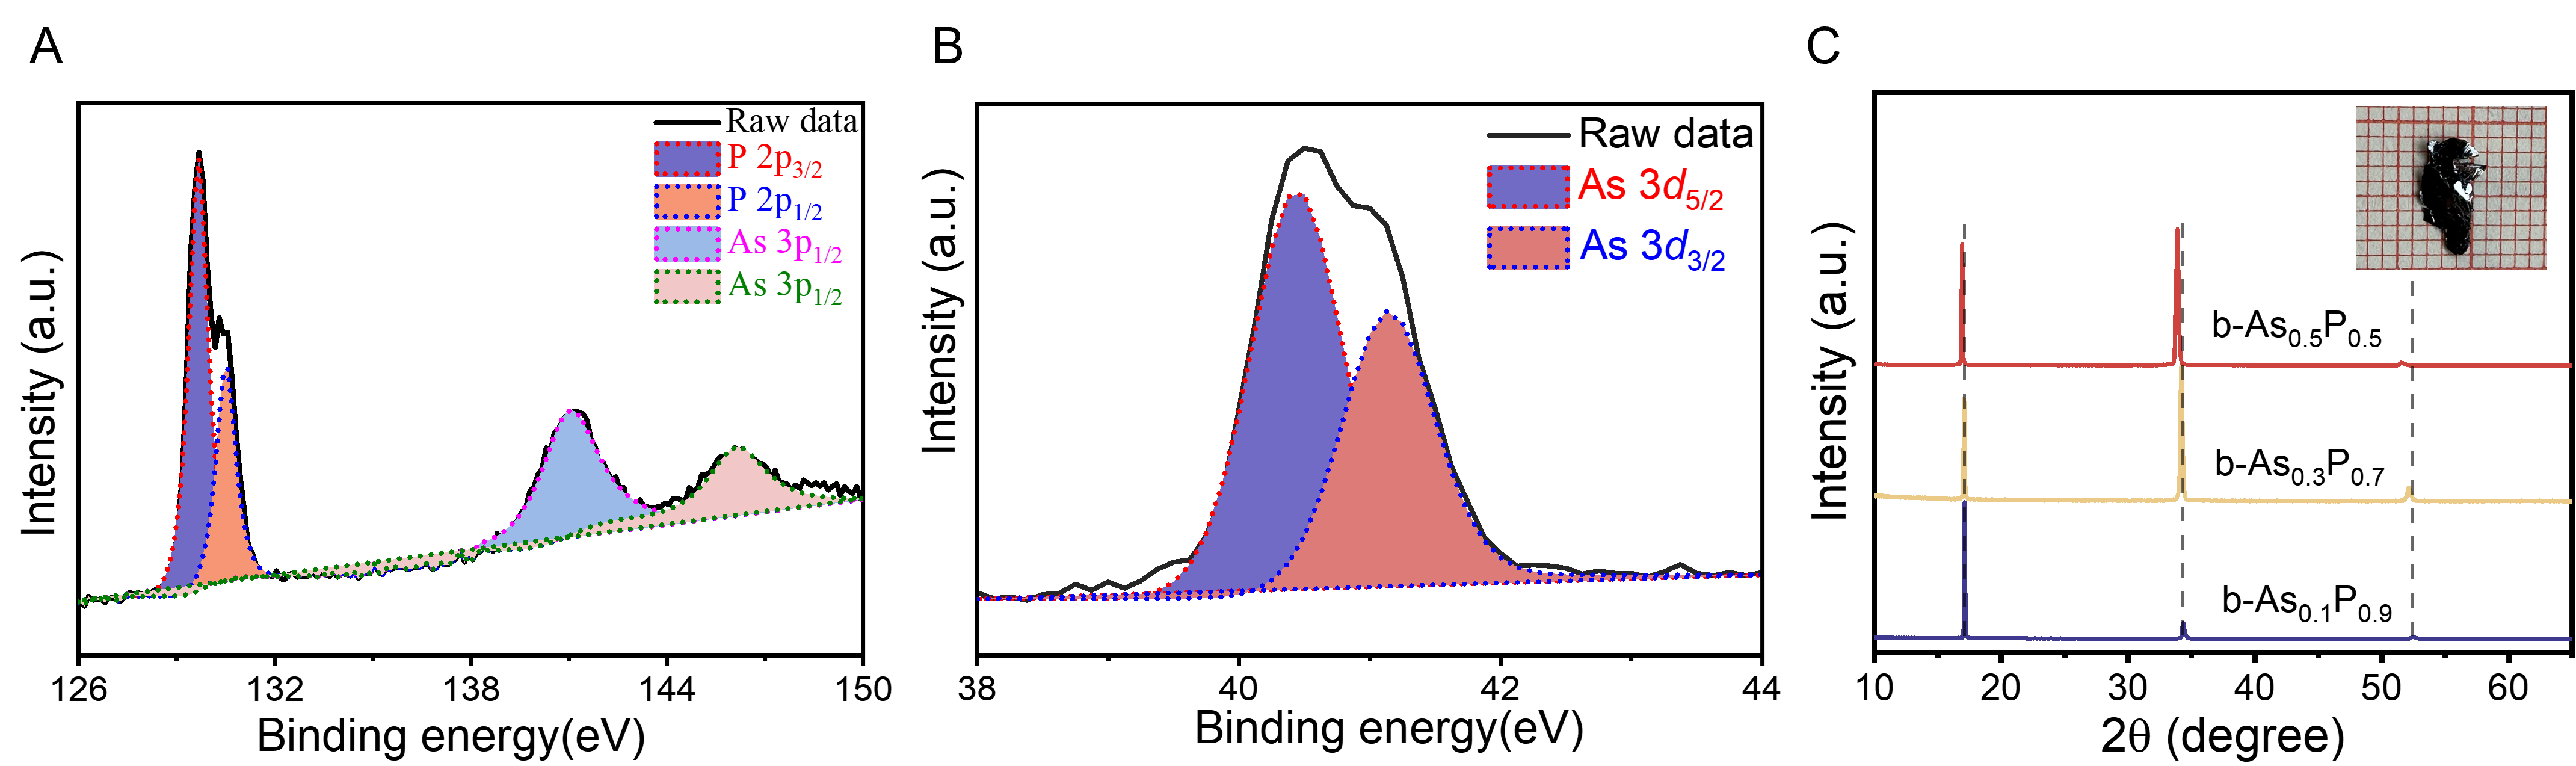 A
Raw data
P 2p3/2
P 2p1/2
As 3p1/2
As 3p1/2
Intensity (a.u.)
126 132 138 144 150
Binding energy(eV)
B
Raw data
As 3d5/2
As 3d3/2
Intensity (a.u.)
38 40 42 44
Binding energy(eV)
C
b-As0.5P0.5
b-As0.3P0.7
b-As0.1P0.9
Intensity (a.u.)
10 20 30 40 50 60
2θ (degree)